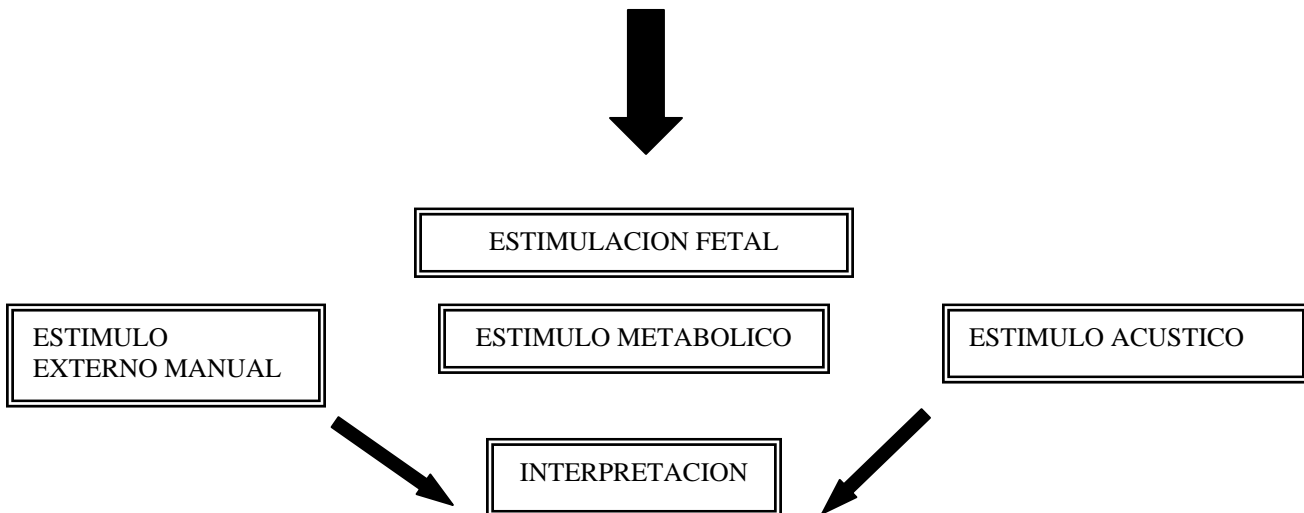 ESTIMULACION FETAL
ESTIMULO
EXTERNO MANUAL
ESTIMULO METABOLICO
ESTIMULO ACUSTICO
INTERPRETACION